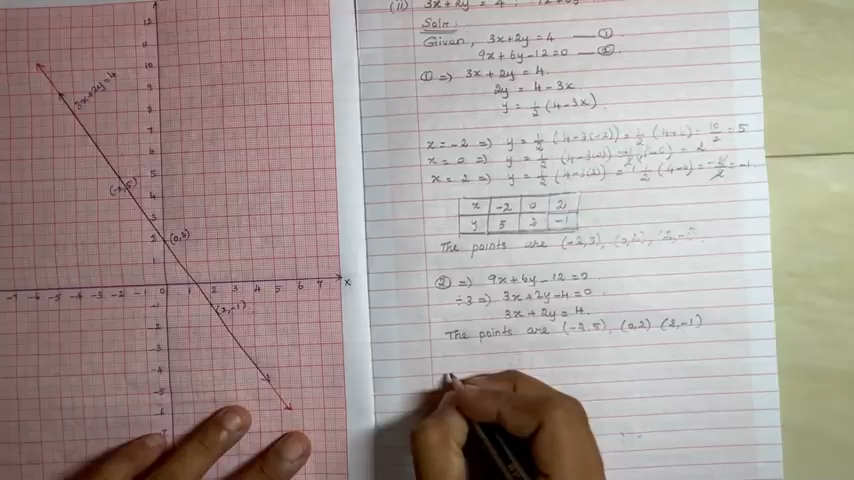 (ii) 3x+2y = 4 ;
Soln:
Given, 3x+2y=4 —①
9x+6y-12=0 —②.
① => 3x+2y=4.
2y = 4-3x
y = 1/2 (4-3x)
x=-2 => y = 1/2 (4-3(-2)) = 1/2 (4+6) = 10/2 = 5
x=0 => y = 1/2 (4-3(0)) = 2
x=2 => y = 1/2 (4-3(2)) = 1/2 (4-6) = -2/2 = -1.
x -2 0 2
y 5 2 -1
The points are
② => 9x+6y-12=0
÷3 => 3x+2y-4=0
3x+2y=4.
The points are (-2,5), (0,2) (2,-1)
3x+2y=4
(-2,5)
(0,2)
(2,-1)
12
11
10
9
8
7
6
5
4
3
2
1
-7 -6 -5 -4 -3 -2 -1 0 1 2 3 4 5 6 7 X
-1
-2
-3
-4
-5
-6
-7